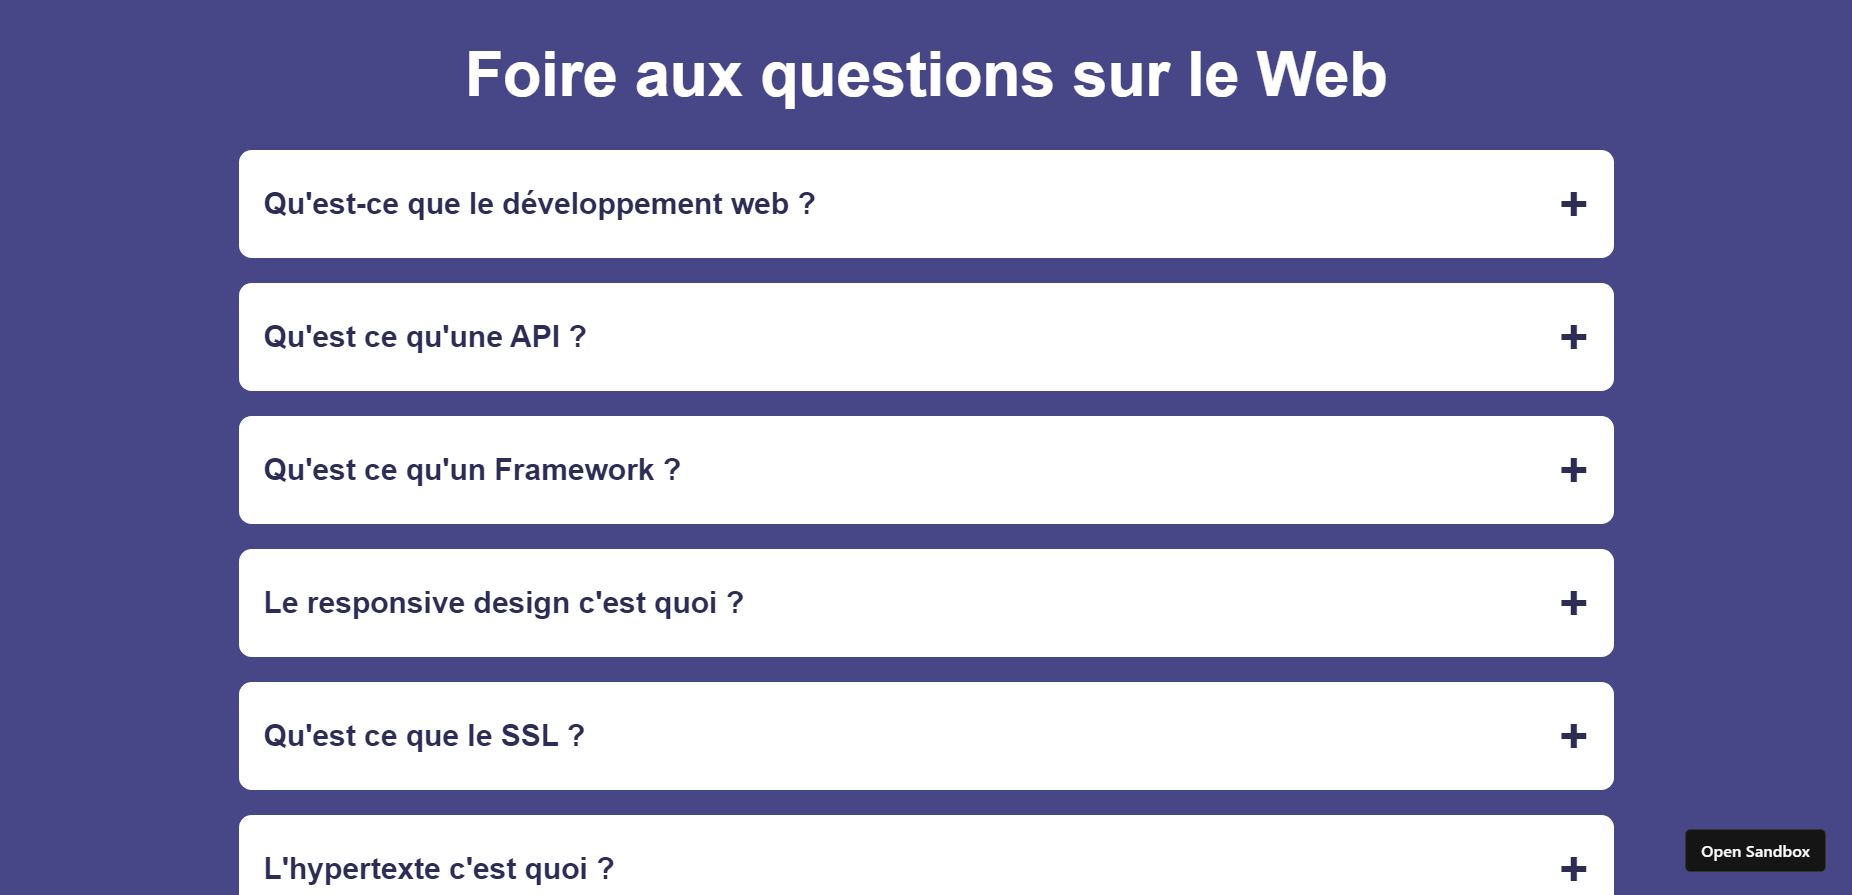 Foire aux questions sur le Web
Qu'est-ce que le développement web ?
+
Qu'est ce qu'une API ?
+
Qu'est ce qu'un Framework ?
+
Le responsive design c'est quoi ?
+
Qu'est ce que le SSL ?
+
L'hypertexte c'est quoi ?
+
Open Sandbox